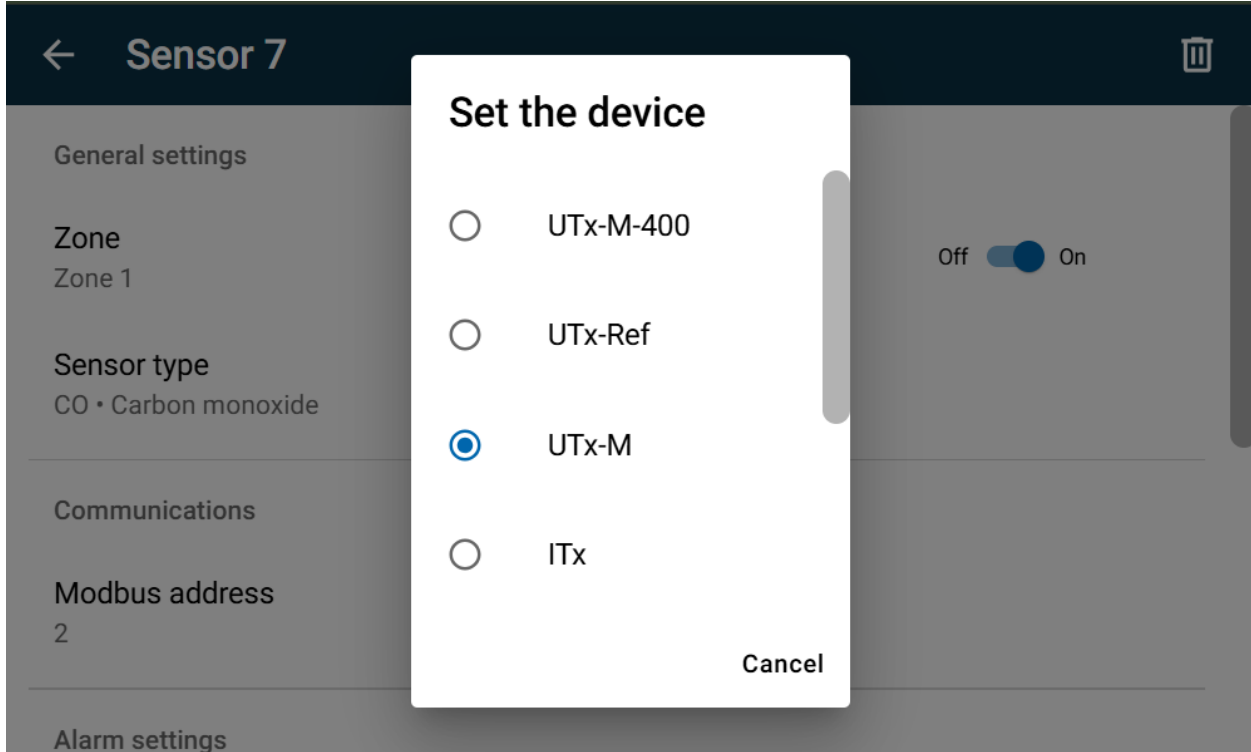 Sensor 7
General settings
Zone
Zone 1
Off On
Sensor type
CO • Carbon monoxide
Communications
Modbus address
2
Alarm settings
Set the device
UTx-M-400
UTx-Ref
UTx-M
ITx
Cancel